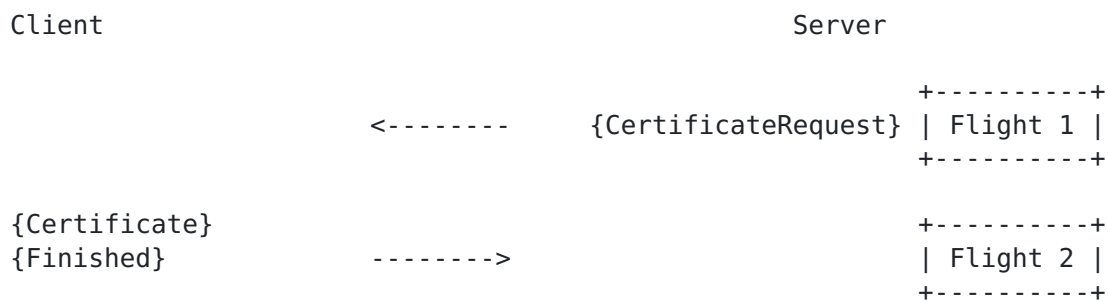 Client                                             Server

                                                           +----------+
                       <--------     {CertificateRequest} | Flight 1 |
                                                           +----------+

{Certificate}                                              +----------+
{Finished}             -------->                           | Flight 2 |
                                                           +----------+